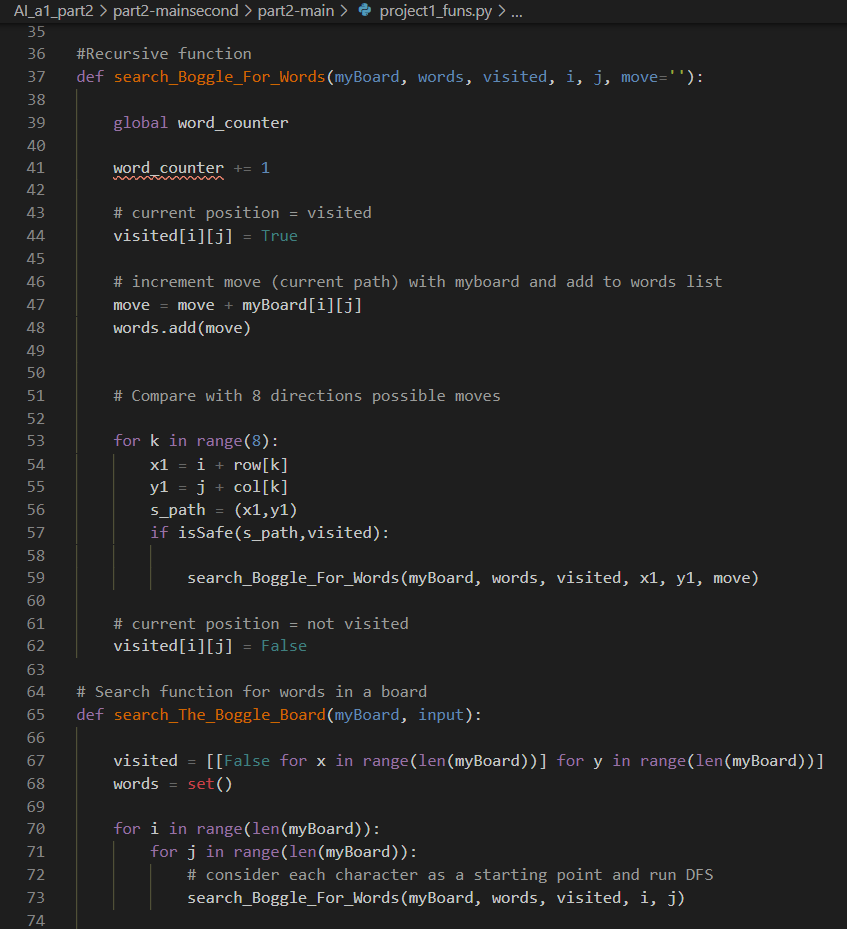 AI_a1_part2 > part2-mainsecond > part2-main > project1_funs.py > ...
35
36 #Recursive function
37 def search_Boggle_For_Words(myBoard, words, visited, i, j, move=''):
38
39     global word_counter
40
41     word_counter += 1
42
43     # current position = visited
44     visited[i][j] = True
45
46     # increment move (current path) with myboard and add to words list
47     move = move + myBoard[i][j]
48     words.add(move)
49
50
51     # Compare with 8 directions possible moves
52
53     for k in range(8):
54         x1 = i + row[k]
55         y1 = j + col[k]
56         s_path = (x1,y1)
57         if isSafe(s_path,visited):
58
59             search_Boggle_For_Words(myBoard, words, visited, x1, y1, move)
60
61     # current position = not visited
62     visited[i][j] = False
63
64 # Search function for words in a board
65 def search_The_Boggle_Board(myBoard, input):
66
67     visited = [[False for x in range(len(myBoard))] for y in range(len(myBoard))]
68     words = set()
69
70     for i in range(len(myBoard)):
71         for j in range(len(myBoard)):
72             # consider each character as a starting point and run DFS
73             search_Boggle_For_Words(myBoard, words, visited, i, j)
74